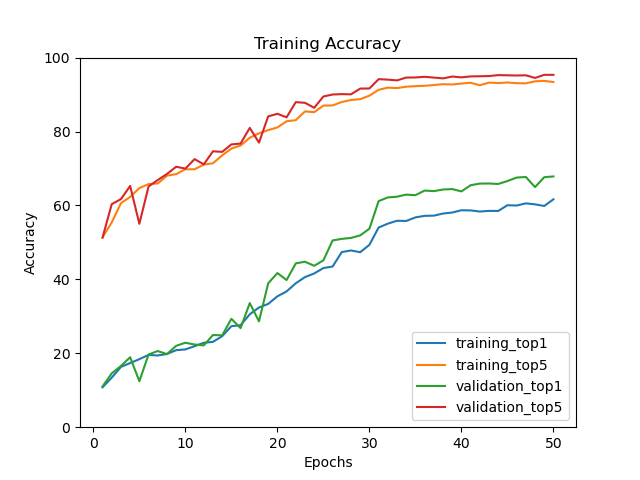 Training Accuracy
100
80
60
40
20
0
Accuracy
0 10 20 30 40 50
Epochs
training_top1
training_top5
validation_top1
validation_top5